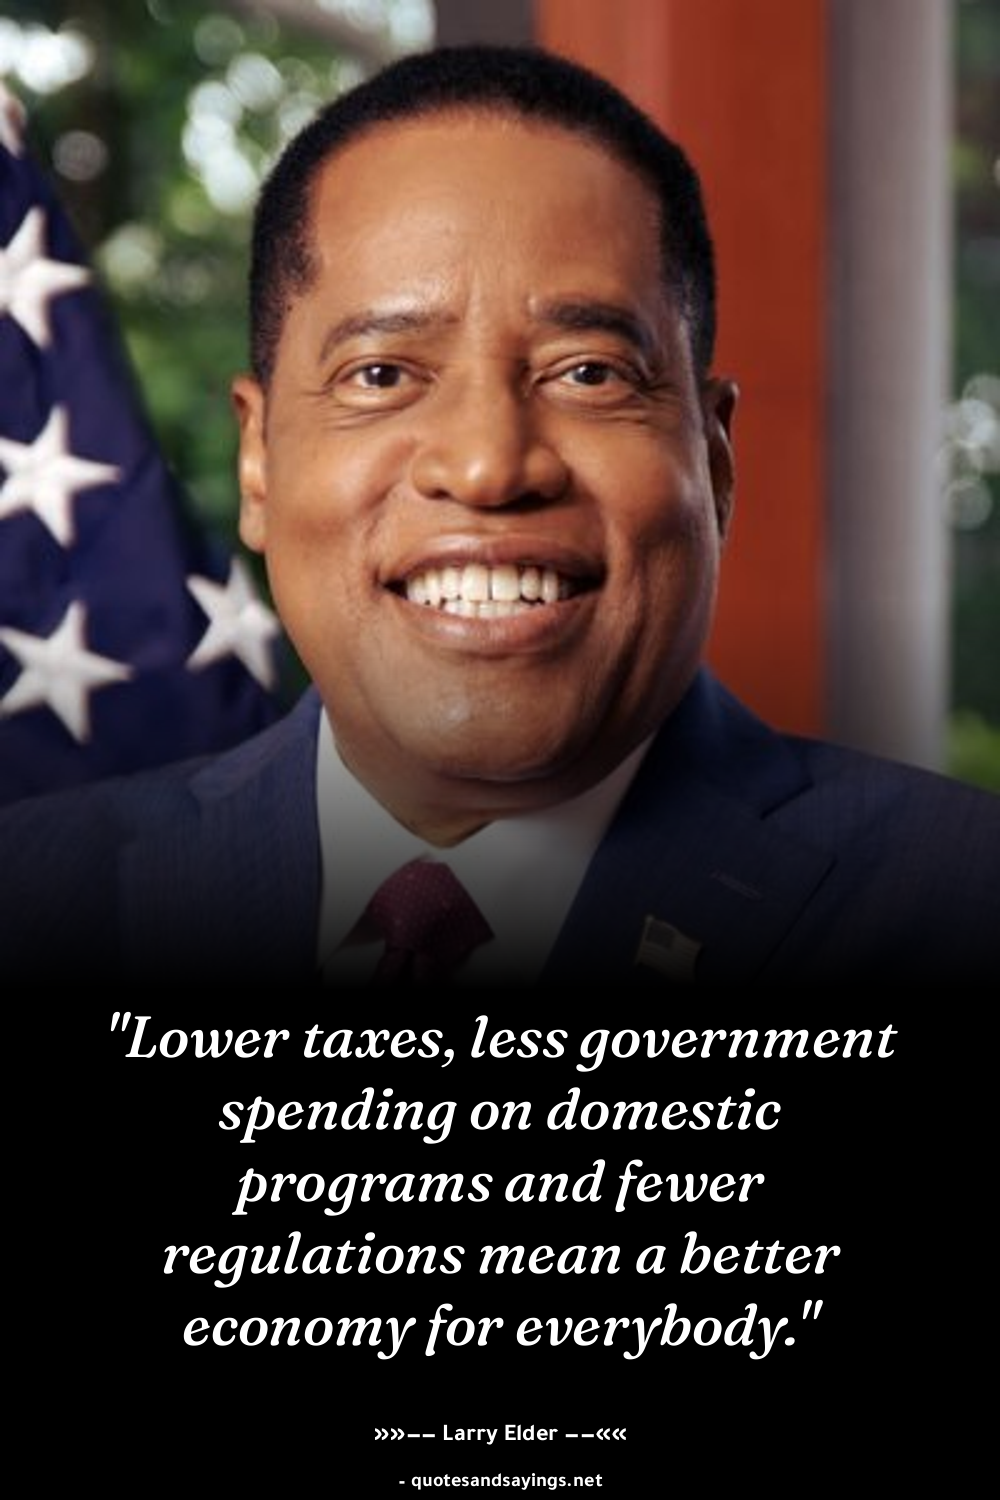 "Lower taxes, less government
spending on domestic
programs and fewer
regulations mean a better
economy for everybody."
»»–– Larry Elder ––««
- quotesandsayings.net